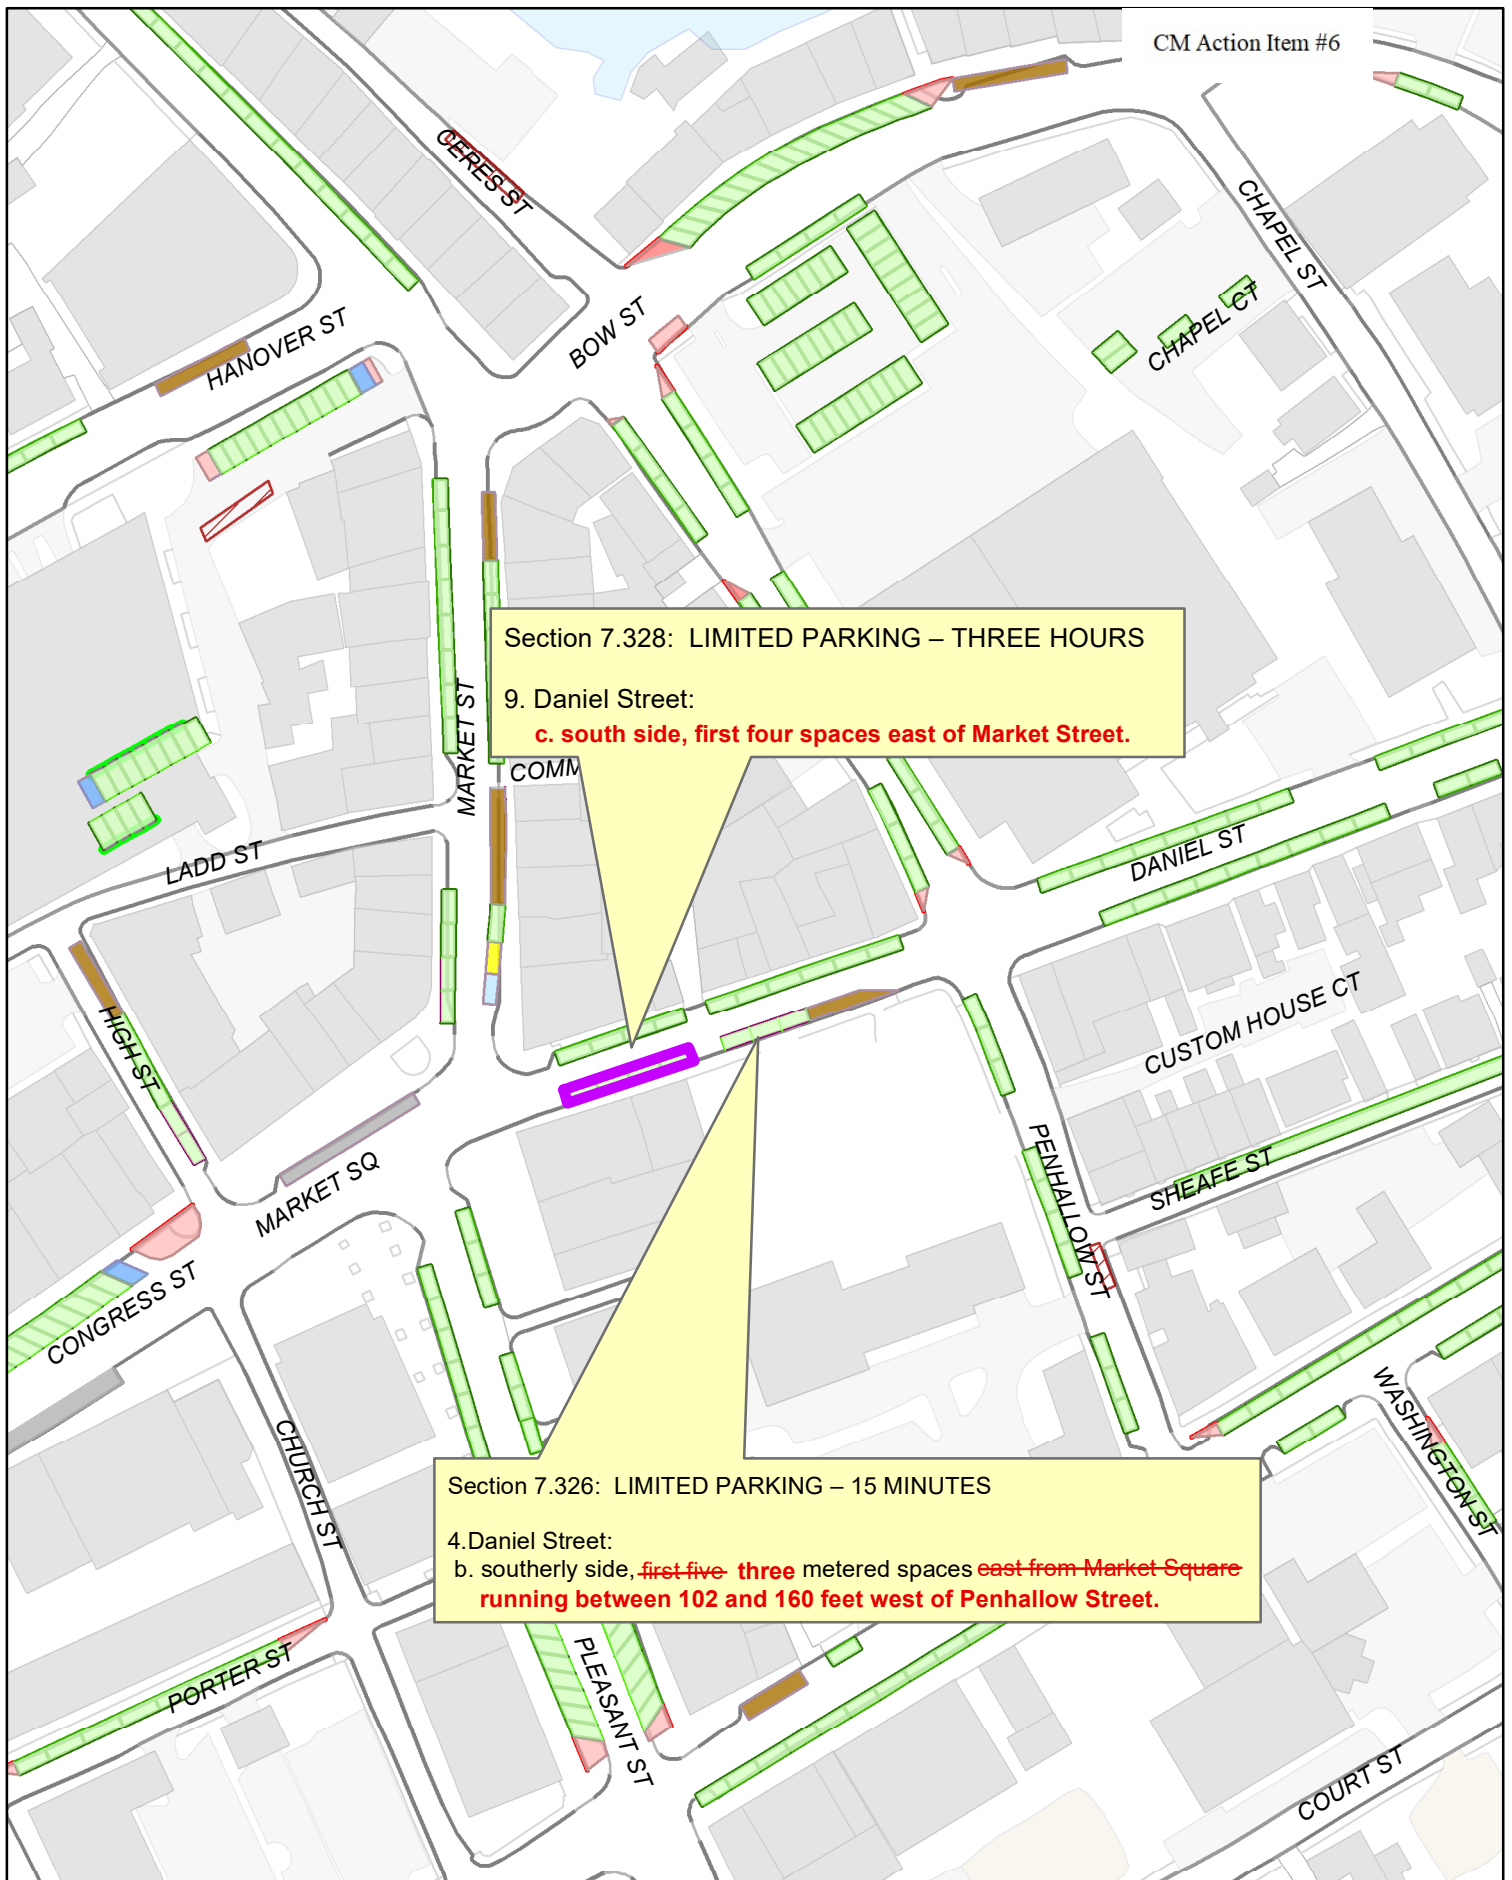 CM Action Item #6
CERES ST
CHAPEL ST
BOW ST
HANOVER ST
CHAPEL CT
Section 7.328: LIMITED PARKING – THREE HOURS
9. Daniel Street:
c. south side, first four spaces east of Market Street.
MARKET ST
COMM
DANIEL ST
LADD ST
HIGH ST
CUSTOM HOUSE CT
PENHALLOW ST
SHEAFE ST
MARKET SQ
CONGRESS ST
CHURCH ST
WASHINGTON ST
Section 7.326: LIMITED PARKING – 15 MINUTES
4.Daniel Street:
b. southerly side, first five three metered spaces east from Market Square
running between 102 and 160 feet west of Penhallow Street.
PORTER ST
PLEASANT ST
COURT ST